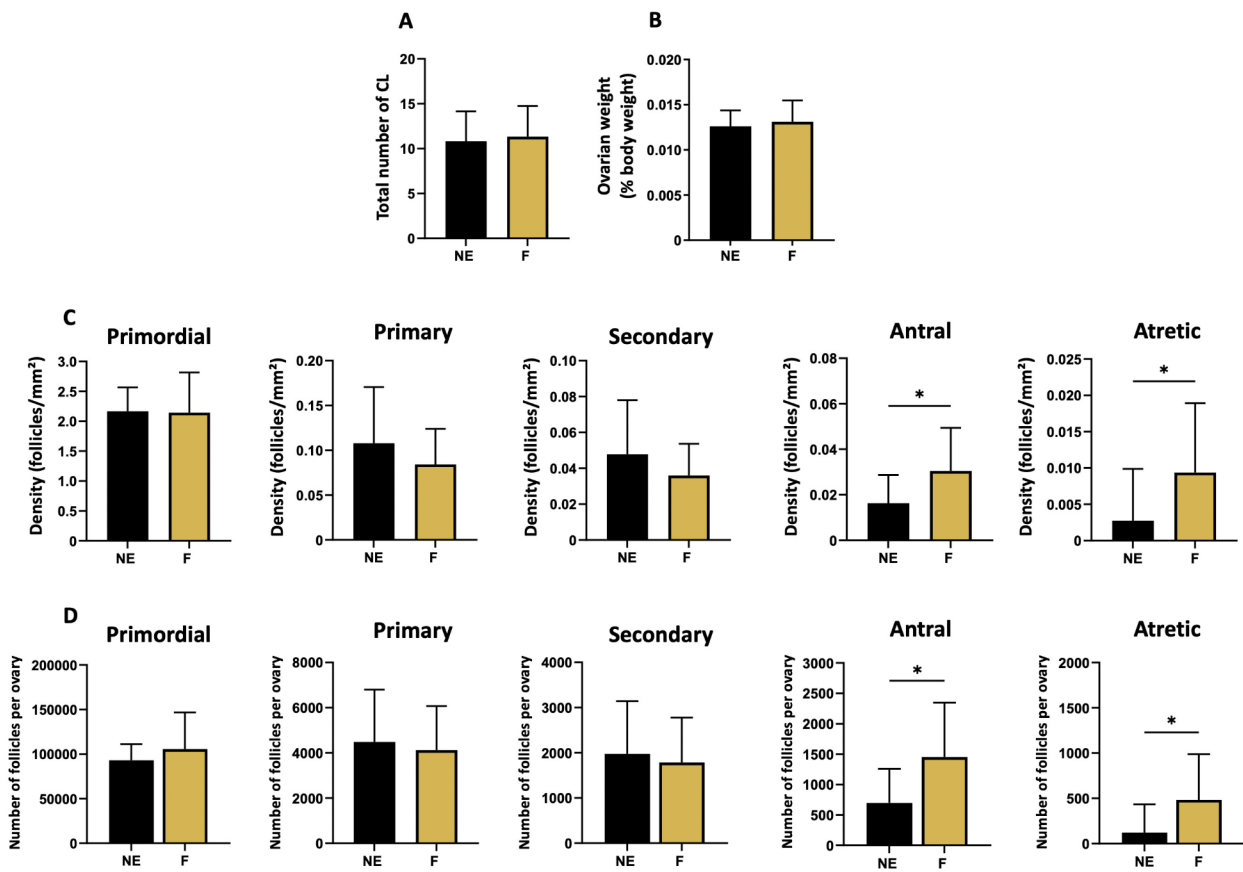 A
B
Total number of CL
20
15
10
5
0
NE
F
Ovarian weight
(% body weight)
0.020
0.015
0.010
0.005
0
NE
F
C
Primordial
Density (follicles/mm²)
3.0
2.5
2.0
1.5
1.0
0.5
0
NE
F
Primary
Density (follicles/mm²)
0.20
0.15
0.10
0.05
0
NE
F
Secondary
Density (follicles/mm²)
0.10
0.08
0.06
0.04
0.02
0
NE
F
Antral
Density (follicles/mm²)
0.08
0.06
0.04
0.02
0
*
NE
F
Atretic
Density (follicles/mm²)
0.025
0.020
0.015
0.010
0.005
0
*
NE
F
D
Primordial
Number of follicles per ovary
200000
150000
100000
50000
0
NE
F
Primary
Number of follicles per ovary
8000
6000
4000
2000
0
NE
F
Secondary
Number of follicles per ovary
4000
3000
2000
1000
0
NE
F
Antral
Number of follicles per ovary
3000
2500
2000
1500
1000
500
0
*
NE
F
Atretic
Number of follicles per ovary
2000
1500
1000
500
0
*
NE
F